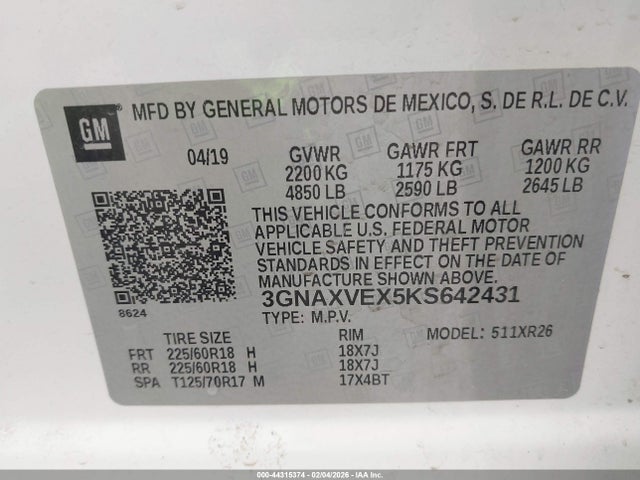 GM
MFD BY GENERAL MOTORS DE MEXICO, S. DE R.L. DE C.V.
04/19 GVWR GAWR FRT GAWR RR
2200 KG 1175 KG 1200 KG
4850 LB 2590 LB 2645 LB
THIS VEHICLE CONFORMS TO ALL
APPLICABLE U.S. FEDERAL MOTOR
VEHICLE SAFETY AND THEFT PREVENTION
STANDARDS IN EFFECT ON THE DATE OF
MANUFACTURE SHOWN ABOVE.
3GNAXVEX5KS642431
8624
TYPE: M.P.V.
TIRE SIZE RIM MODEL: 511XR26
FRT 225/60R18 H 18X7J
RR 225/60R18 H 18X7J
SPA T125/70R17 M 17X4BT
000-44315374 - 02/04/2026 - IAA Inc.